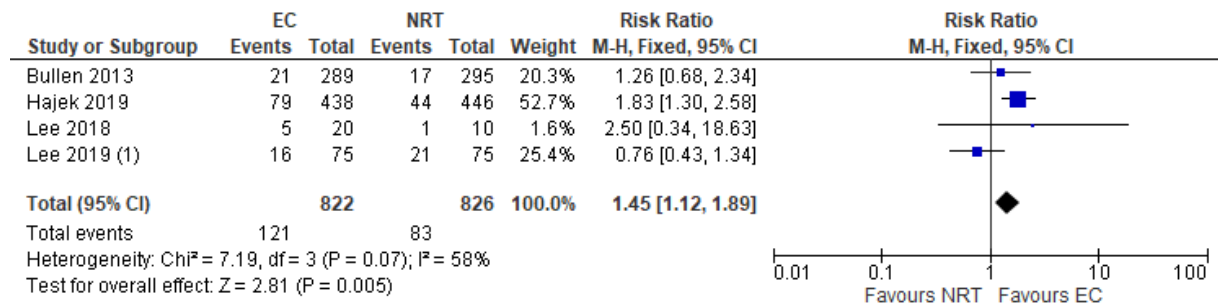 EC NRT Risk Ratio Risk Ratio
Study or Subgroup Events Total Events Total Weight M-H, Fixed, 95% CI M-H, Fixed, 95% CI
Bullen 2013 21 289 17 295 20.3% 1.26 [0.68, 2.34]
Hajek 2019 79 438 44 446 52.7% 1.83 [1.30, 2.58]
Lee 2018 5 20 1 10 1.6% 2.50 [0.34, 18.63]
Lee 2019 (1) 16 75 21 75 25.4% 0.76 [0.43, 1.34]
Total (95% CI) 822 826 100.0% 1.45 [1.12, 1.89]
Total events 121 83
Heterogeneity: Chi² = 7.19, df = 3 (P = 0.07); I² = 58%
Test for overall effect: Z = 2.81 (P = 0.005)
0.01 0.1 1 10 100
Favours NRT Favours EC